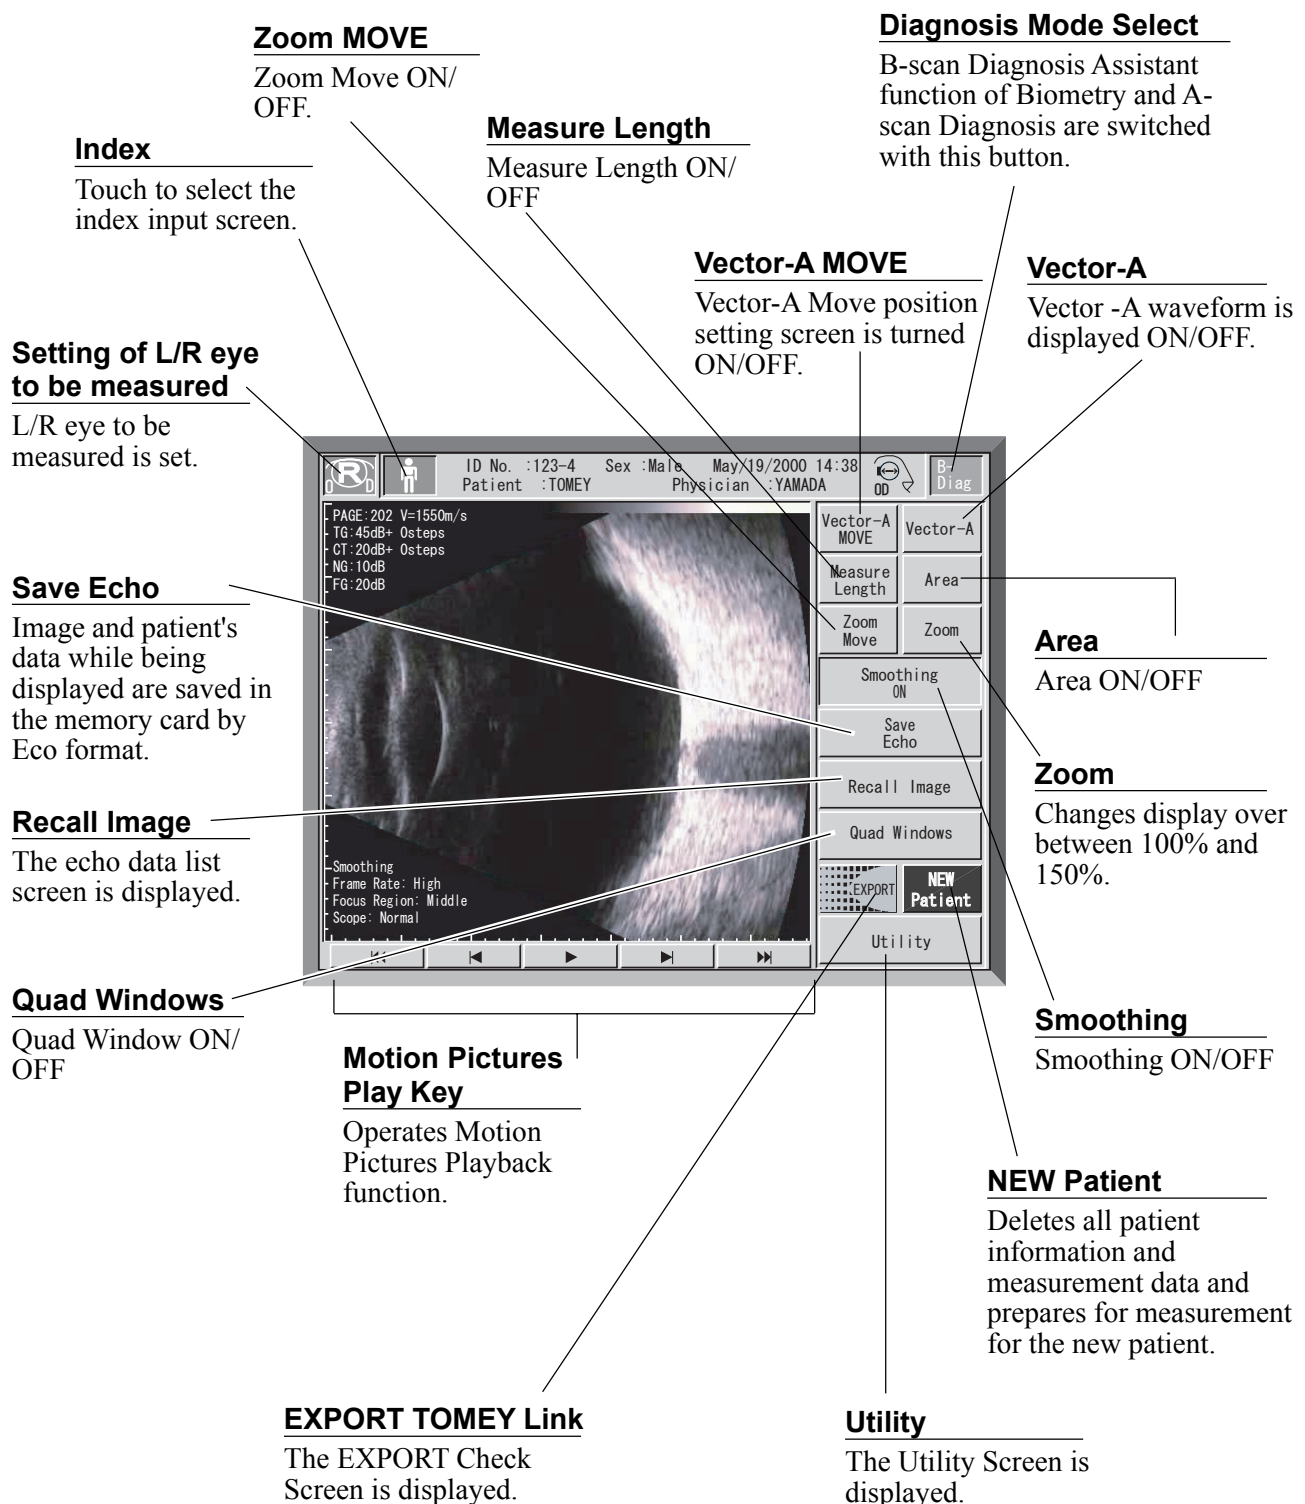 Zoom MOVE
Zoom Move ON/
OFF.
Diagnosis Mode Select
B-scan Diagnosis Assistant
function of Biometry and A-
scan Diagnosis are switched
with this button.
Measure Length
Measure Length ON/
OFF
Index
Touch to select the
index input screen.
Vector-A MOVE
Vector-A Move position
setting screen is turned
ON/OFF.
Vector-A
Vector -A waveform is
displayed ON/OFF.
Setting of L/R eye
to be measured
L/R eye to be
measured is set.
R
O D
ID No. :123-4 Sex :Male May/19/2000 14:38
Patient :TOMEY Physician :YAMADA
OD
B-
Diag
PAGE:202 V=1550m/s
TG:45dB+ 0steps
CT:20dB+ 0steps
NG:10dB
FG:20dB
Vector-A
MOVE
Vector-A
Measure
Length
Area
Zoom
Move
Zoom
Smoothing
ON
Save
Echo
Recall Image
Quad Windows
EXPORT
NEW
Patient
Utility
Smoothing
Frame Rate: High
Focus Region: Middle
Scope: Normal
Save Echo
Image and patient's
data while being
displayed are saved in
the memory card by
Eco format.
Area
Area ON/OFF
Recall Image
The echo data list
screen is displayed.
Zoom
Changes display over
between 100% and
150%.
Quad Windows
Quad Window ON/
OFF
Smoothing
Smoothing ON/OFF
Motion Pictures
Play Key
Operates Motion
Pictures Playback
function.
NEW Patient
Deletes all patient
information and
measurement data and
prepares for measurement
for the new patient.
EXPORT TOMEY Link
The EXPORT Check
Screen is displayed.
Utility
The Utility Screen is
displayed.